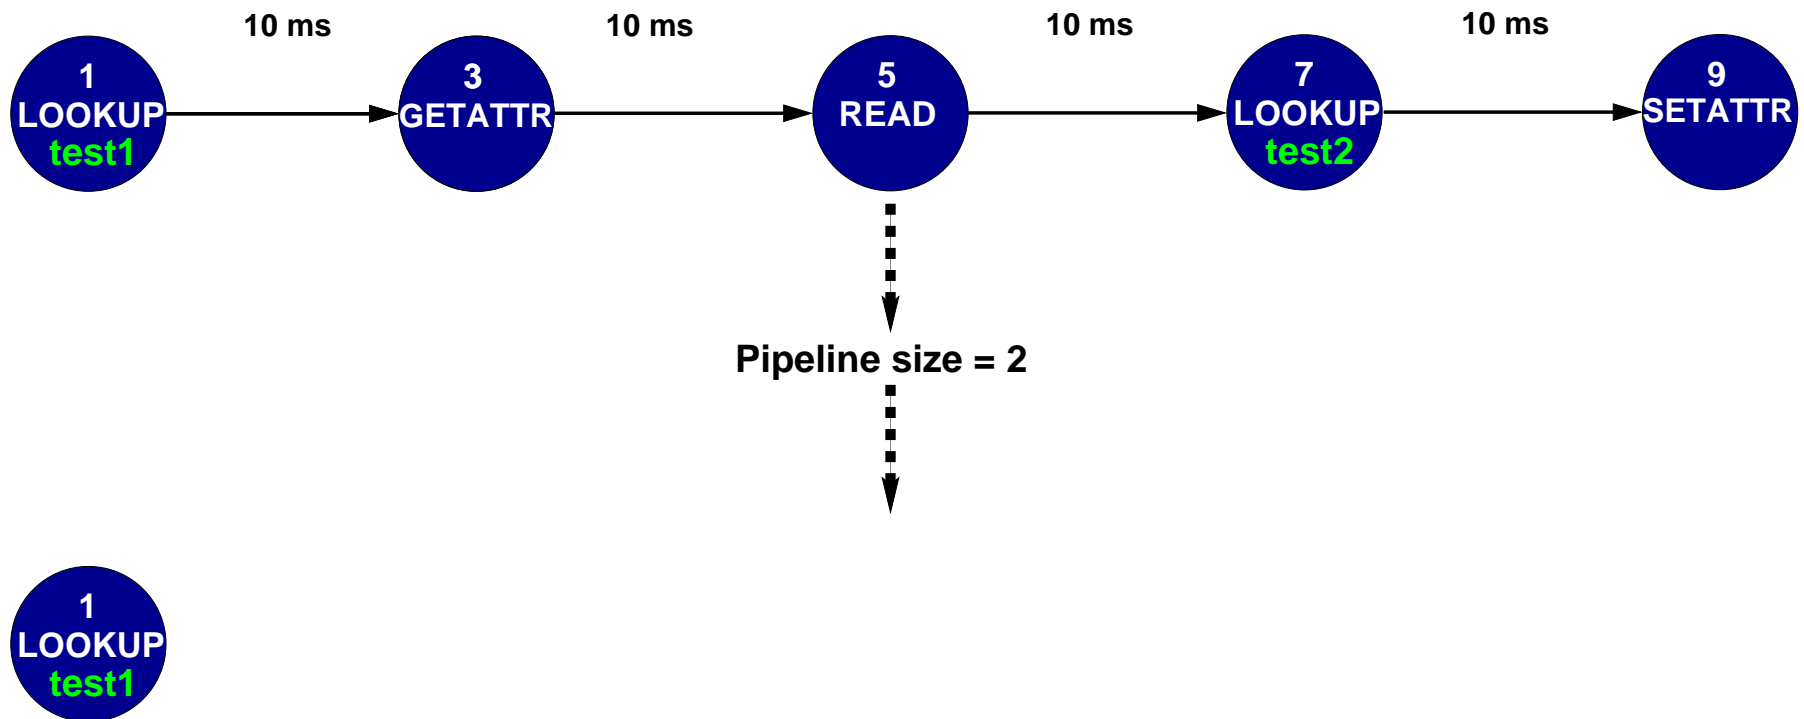 10 ms
10 ms
10 ms
10 ms
1
LOOKUP
test1
3
GETATTR
5
READ
7
LOOKUP
test2
9
SETATTR
Pipeline size = 2
1
LOOKUP
test1